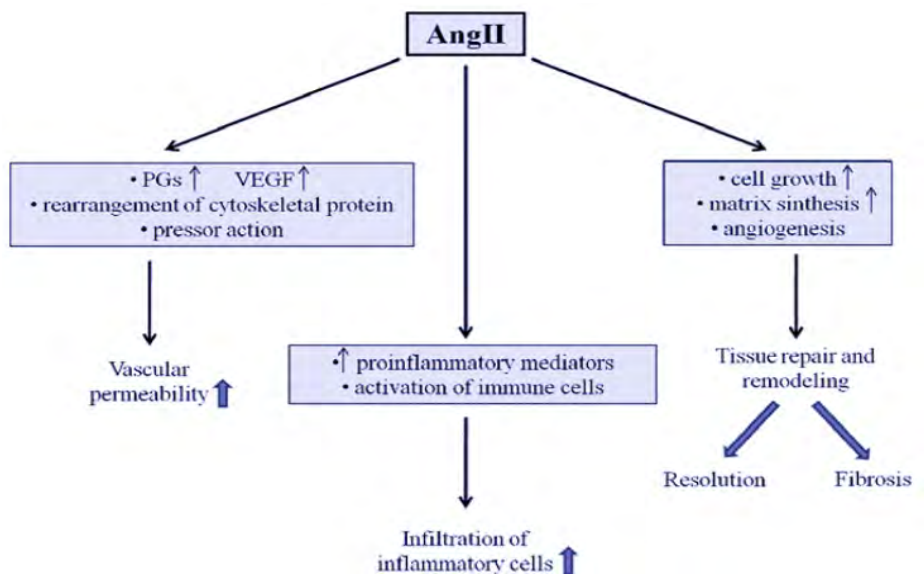 AngII
• PGs ↑ VEGF ↑
• rearrangement of cytoskeletal protein
• pressor action
Vascular
permeability ↑
•↑ proinflammatory mediators
• activation of immune cells
Infiltration of
inflammatory cells ↑
• cell growth ↑
• matrix sinthesis ↑
• angiogenesis
Tissue repair and
remodeling
Resolution
Fibrosis